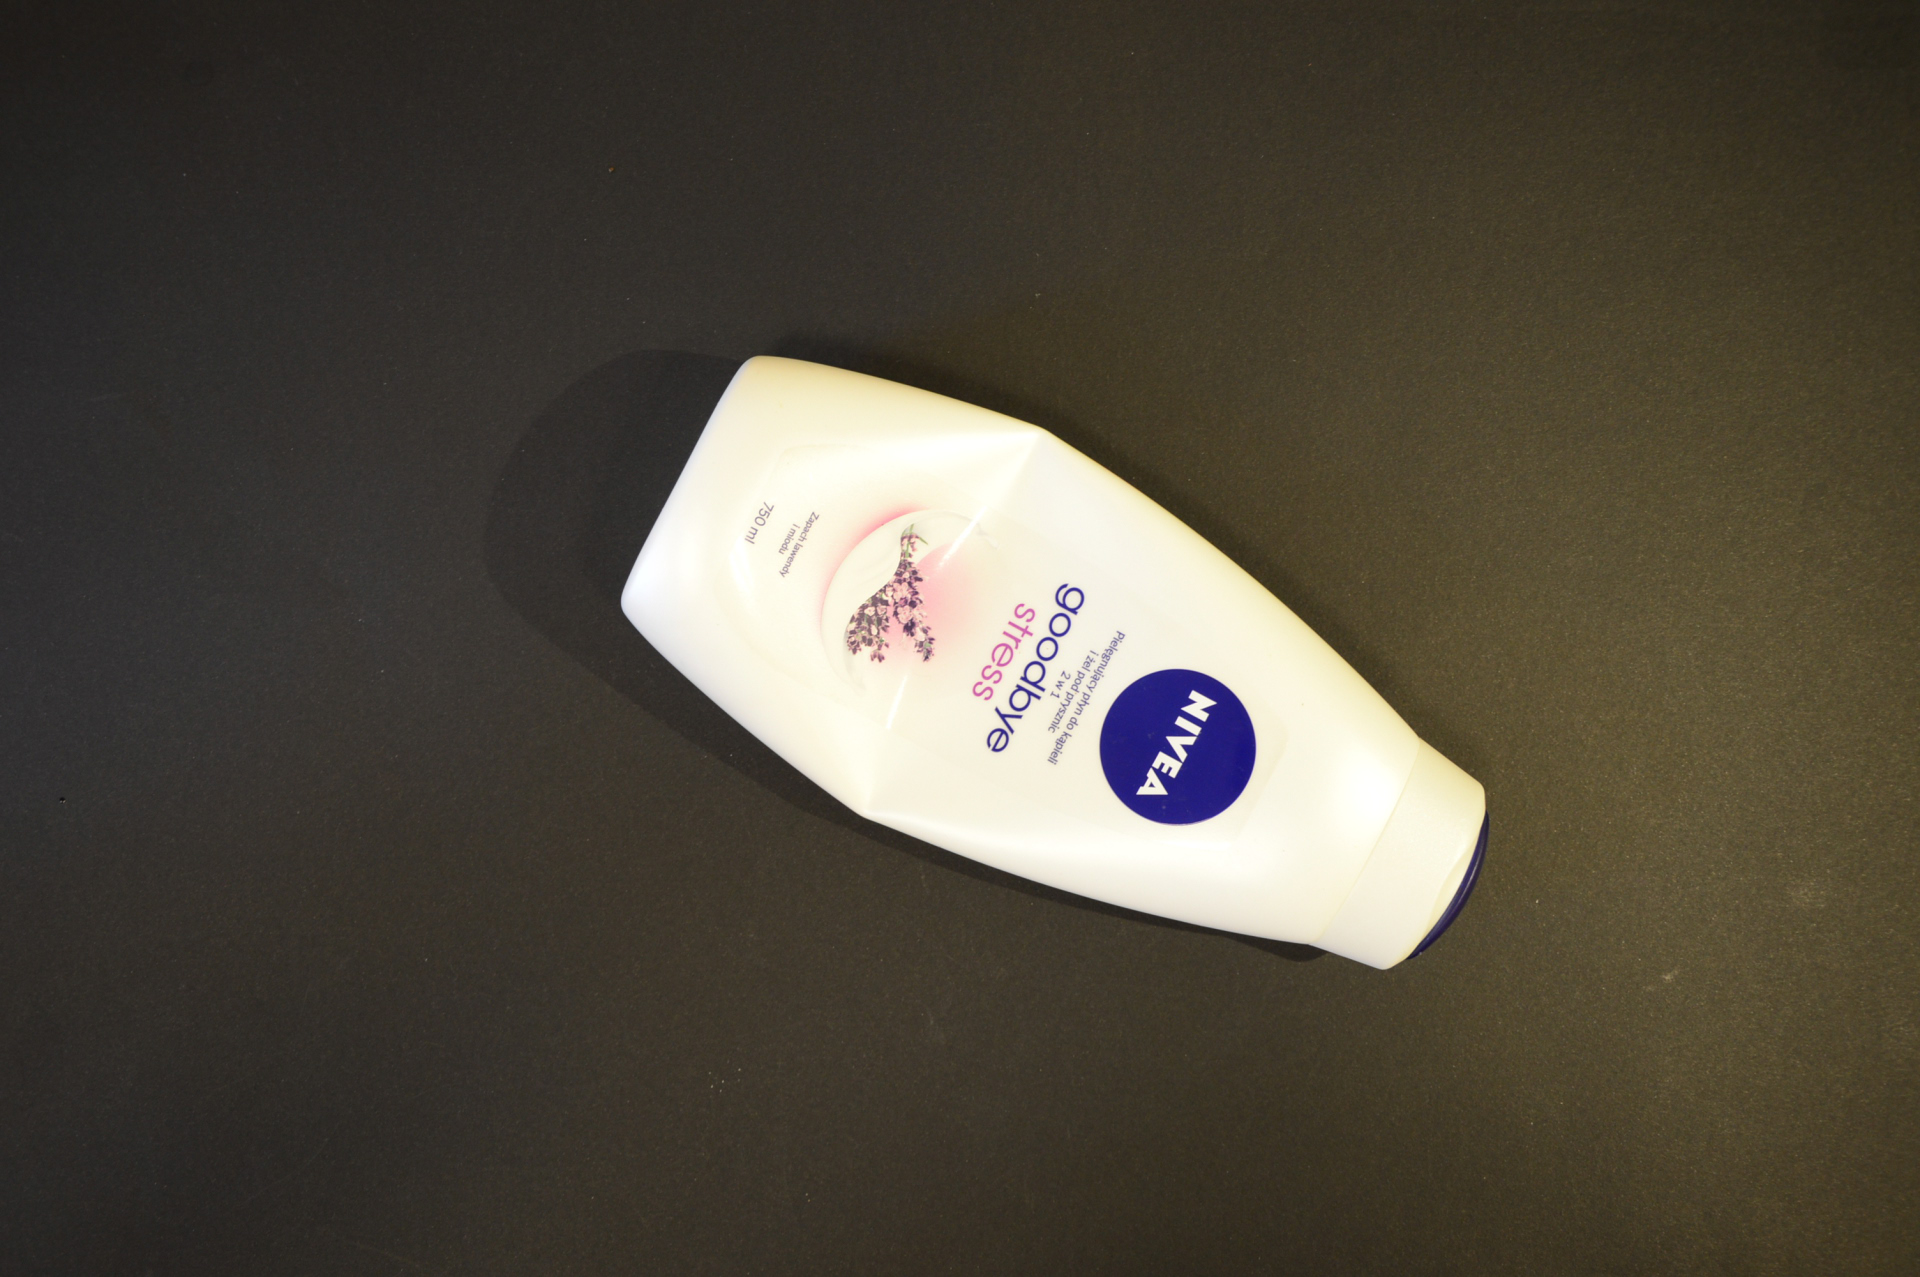 NIVEA
Pielęgnujący płyn do kąpieli
i żel pod prysznic
2 w 1
goodbye
stress
Zapach lawendy
i miodu
750 ml